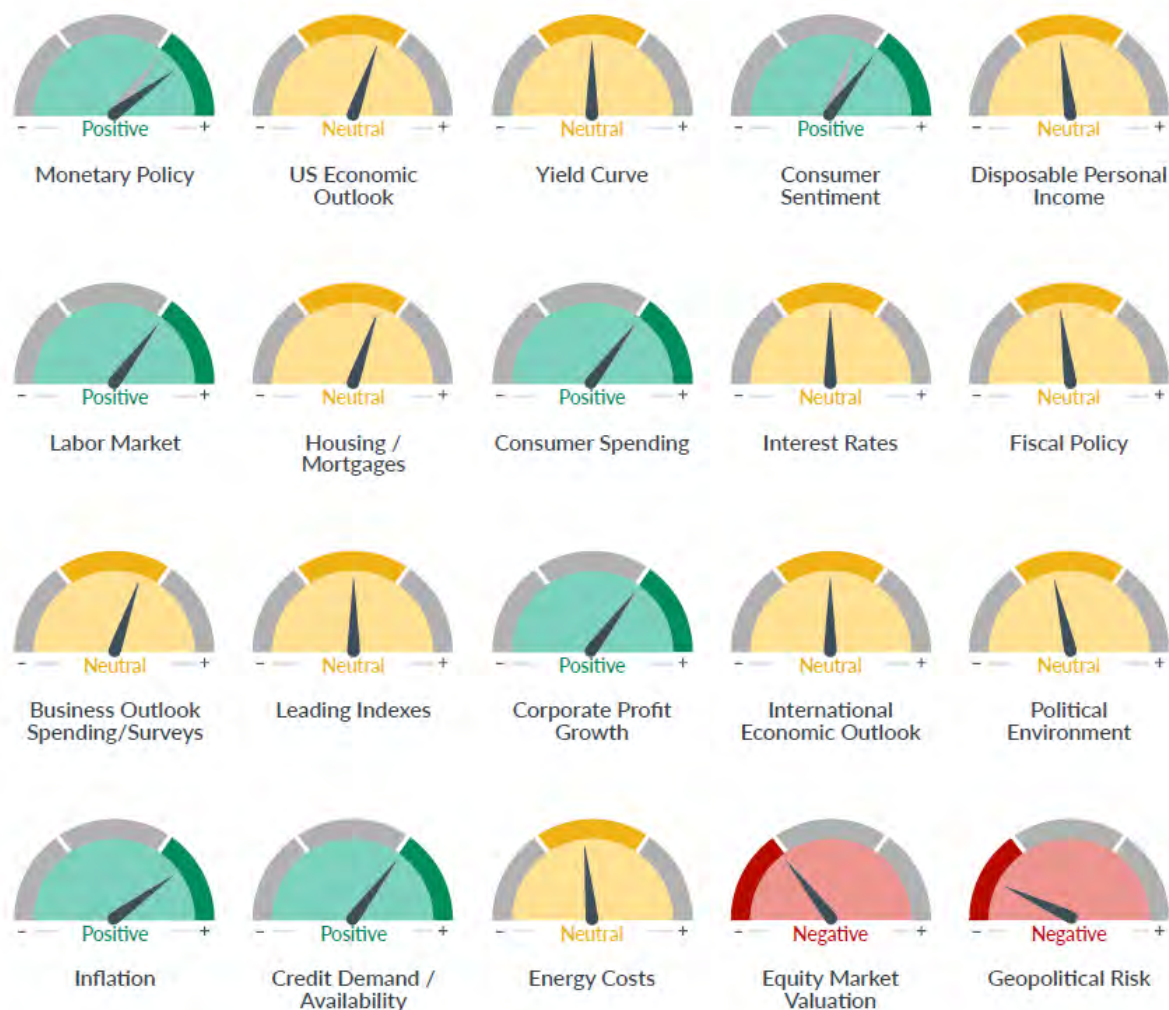 - Positive +
- Neutral +
- Neutral +
- Positive +
- Neutral +
Monetary Policy
US Economic
Outlook
Yield Curve
Consumer
Sentiment
Disposable Personal
Income
- Positive +
- Neutral +
- Positive +
- Neutral +
- Neutral +
Labor Market
Housing /
Mortgages
Consumer Spending
Interest Rates
Fiscal Policy
- Neutral +
- Neutral +
- Positive +
- Neutral +
- Neutral +
Business Outlook
Spending/Surveys
Leading Indexes
Corporate Profit
Growth
International
Economic Outlook
Political
Environment
- Positive +
- Positive +
- Neutral +
- Negative +
- Negative +
Inflation
Credit Demand /
Availability
Energy Costs
Equity Market
Valuation
Geopolitical Risk